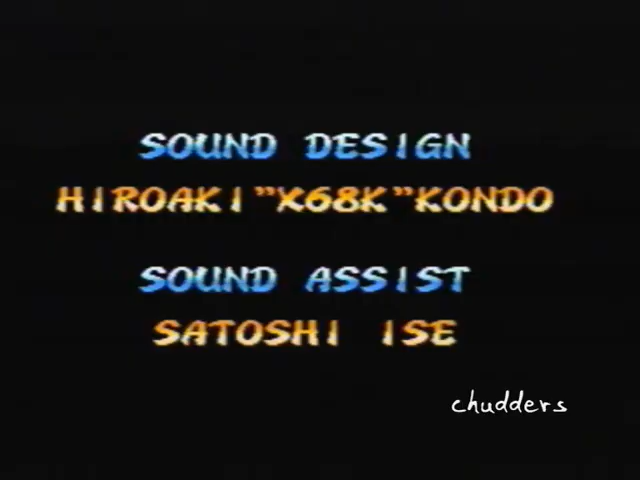 SOUND DESIGN
HIROAKI"X68K"KONDO
SOUND ASSIST
SATOSHI ISE
chudders